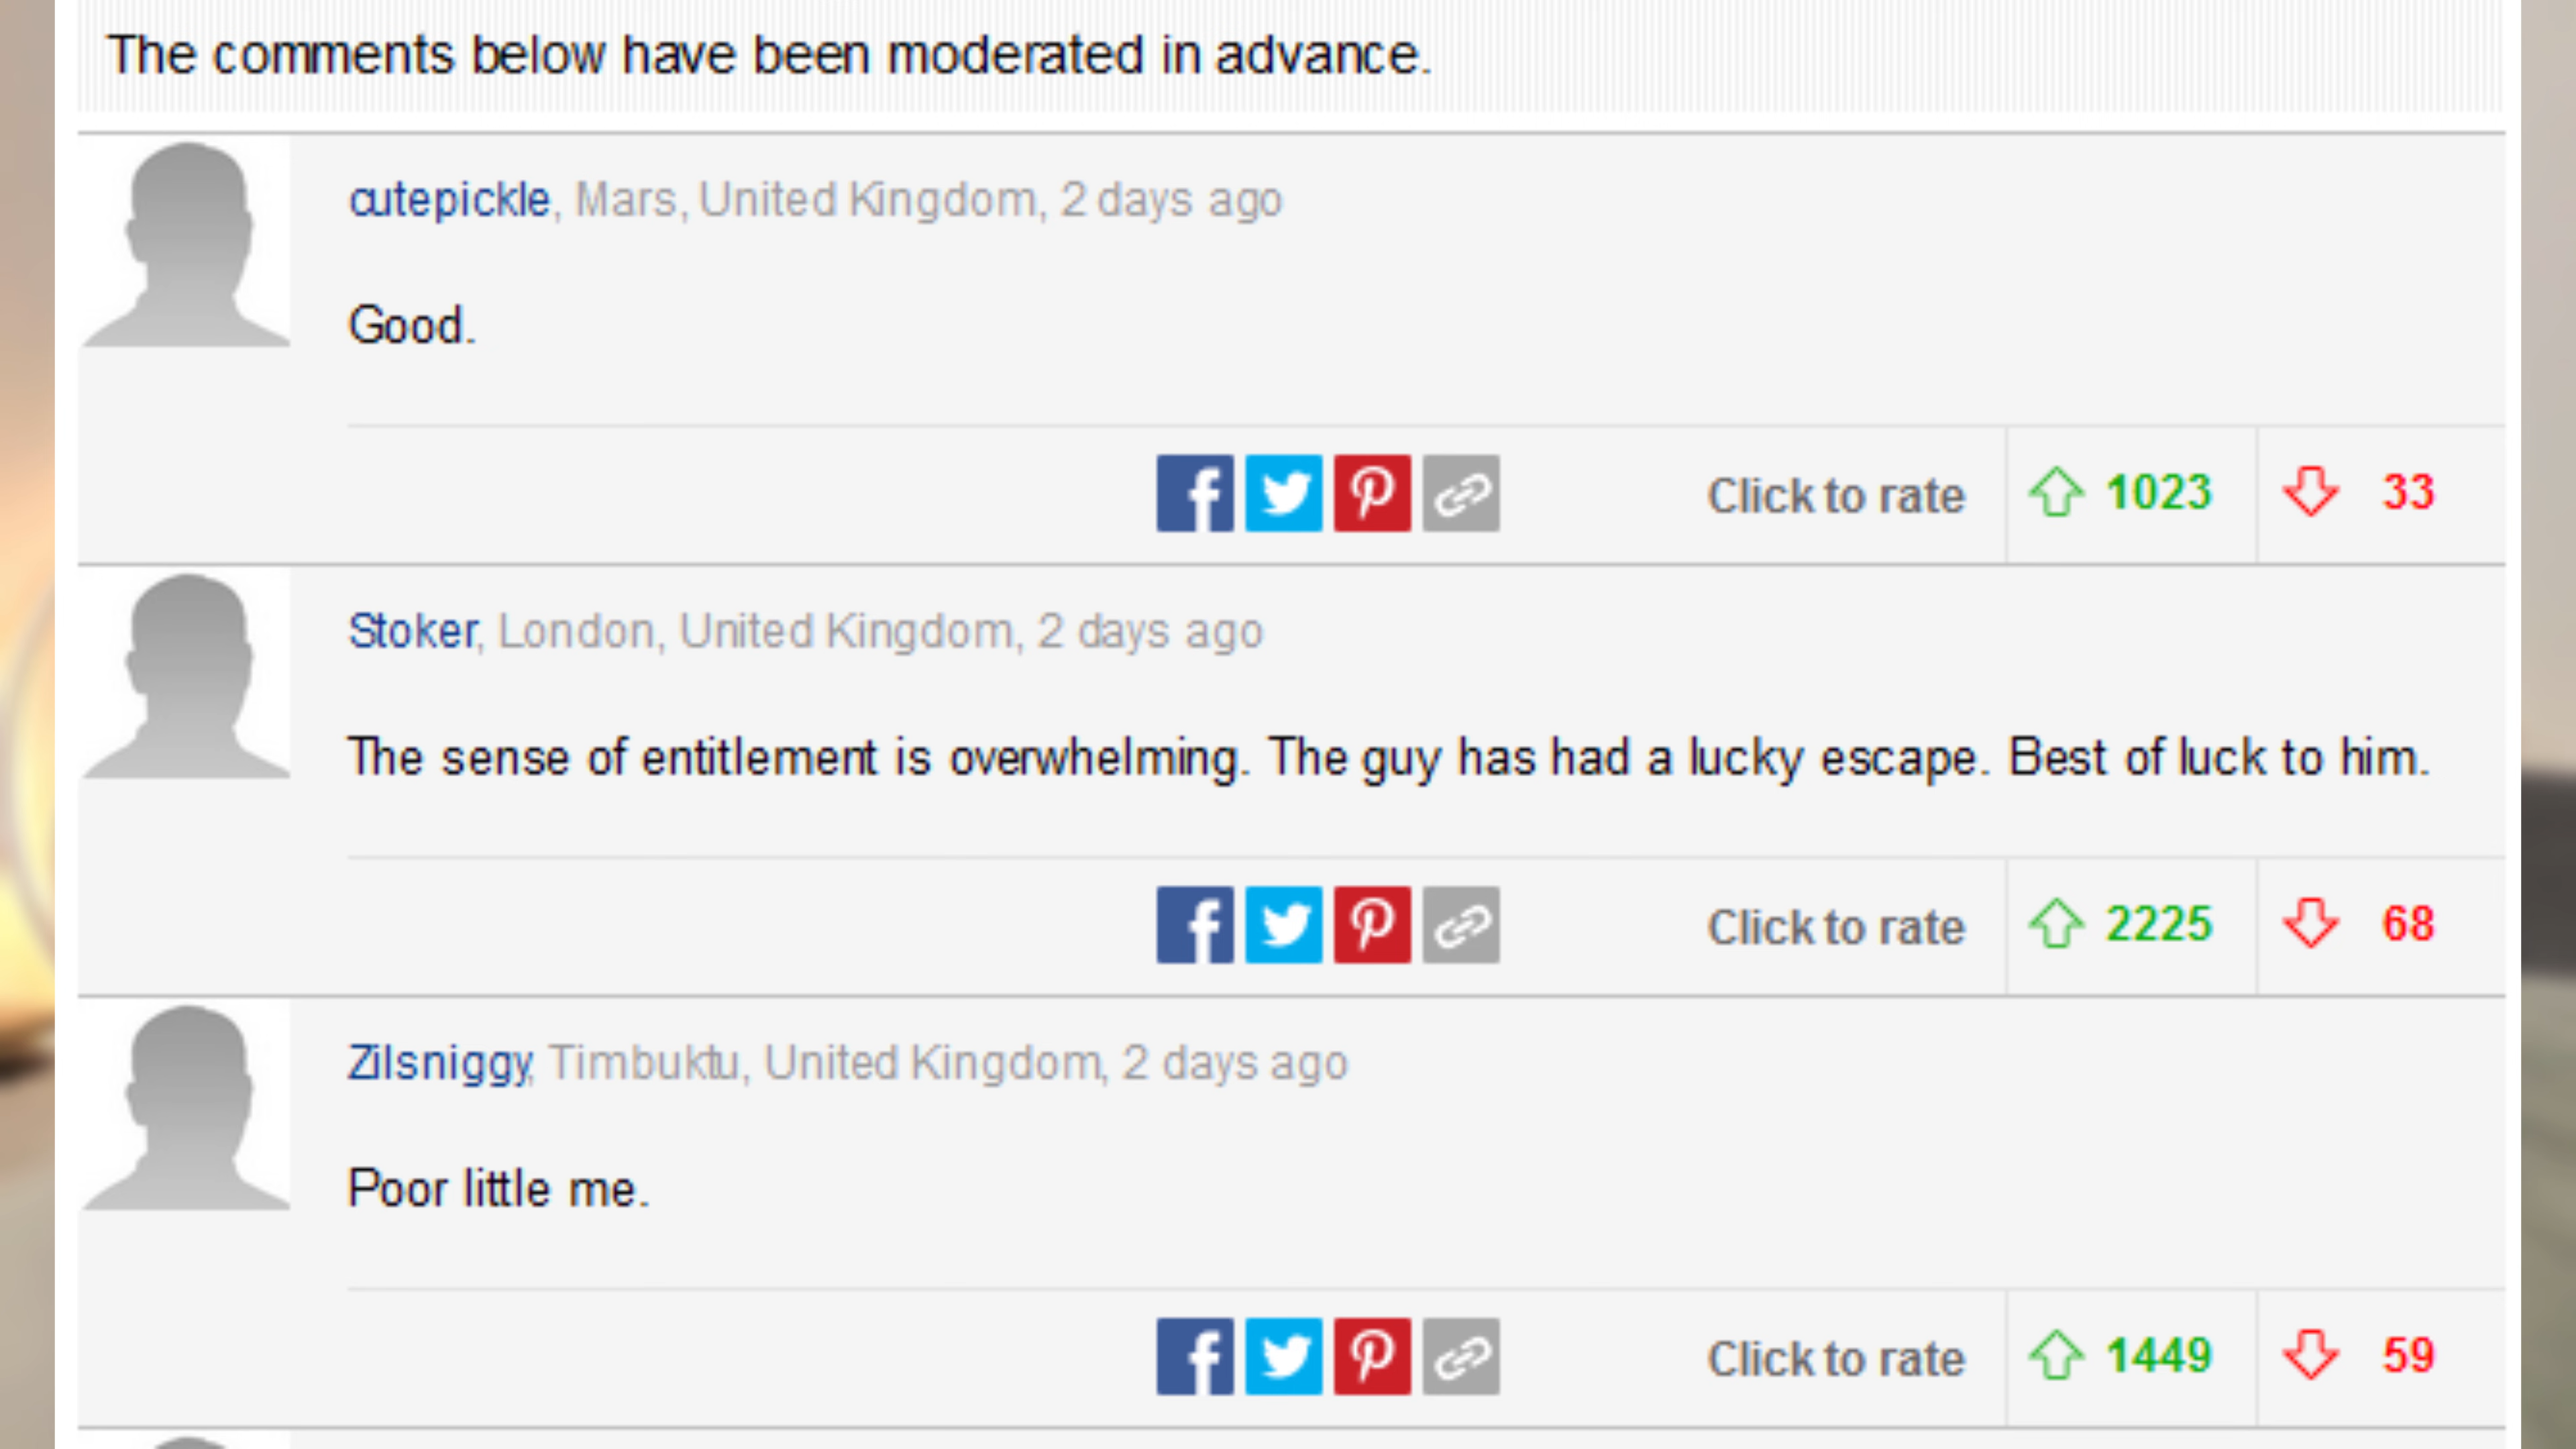 The comments below have been moderated in advance.
cutepickle, Mars, United Kingdom, 2 days ago
Good.
Click to rate 1023 33
Stoker, London, United Kingdom, 2 days ago
The sense of entitlement is overwhelming. The guy has had a lucky escape. Best of luck to him.
Click to rate 2225 68
Zilsniggy, Timbuktu, United Kingdom, 2 days ago
Poor little me.
Click to rate 1449 59